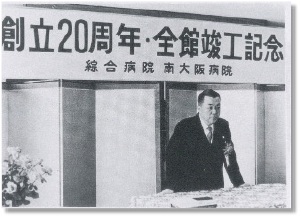 創立20周年・全館竣工記念
綜合病院 南大阪病院